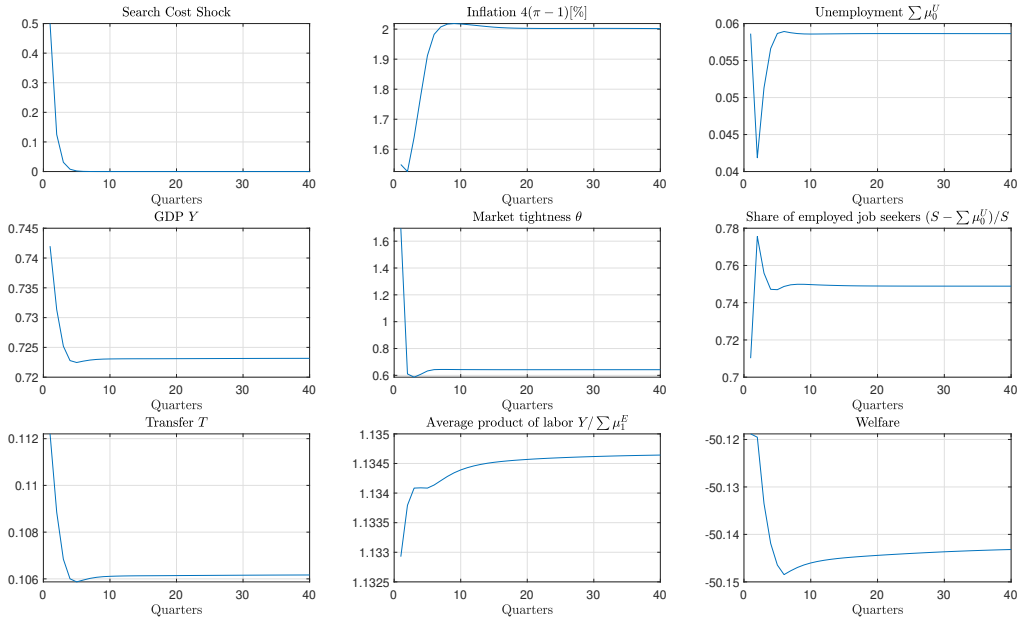 Search Cost Shock
0.5
0.4
0.3
0.2
0.1
0
0 10 20 30 40
Quarters
Inflation 4(π − 1)[%]
2
1.9
1.8
1.7
1.6
0 10 20 30 40
Quarters
Unemployment ∑ μ₀ᵁ
0.06
0.055
0.05
0.045
0.04
0 10 20 30 40
Quarters
GDP Y
0.745
0.74
0.735
0.73
0.725
0.72
0 10 20 30 40
Quarters
Market tightness θ
1.6
1.4
1.2
1
0.8
0.6
0 10 20 30 40
Quarters
Share of employed job seekers (S − ∑ μ₀ᵁ)/S
0.78
0.76
0.74
0.72
0.7
0 10 20 30 40
Quarters
Transfer T
0.112
0.11
0.108
0.106
0 10 20 30 40
Quarters
Average product of labor Y/ ∑ μ₁ᴱ
1.135
1.1345
1.134
1.1335
1.133
1.1325
0 10 20 30 40
Quarters
Welfare
-50.12
-50.13
-50.14
-50.15
0 10 20 30 40
Quarters